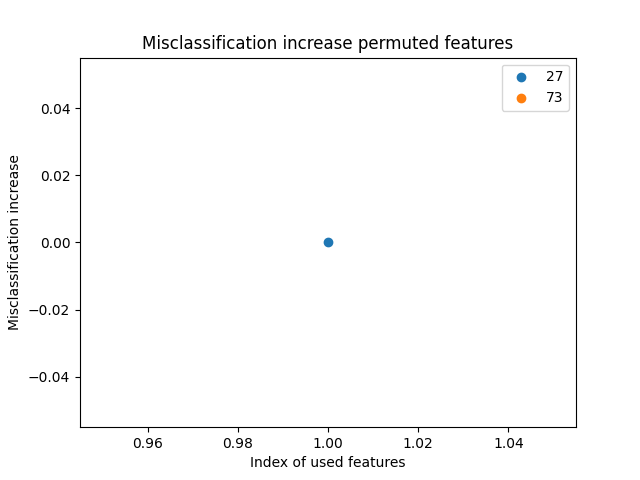 Misclassification increase permuted features
27
73
0.04
0.02
0.00
−0.02
−0.04
Misclassification increase
0.96 0.98 1.00 1.02 1.04
Index of used features